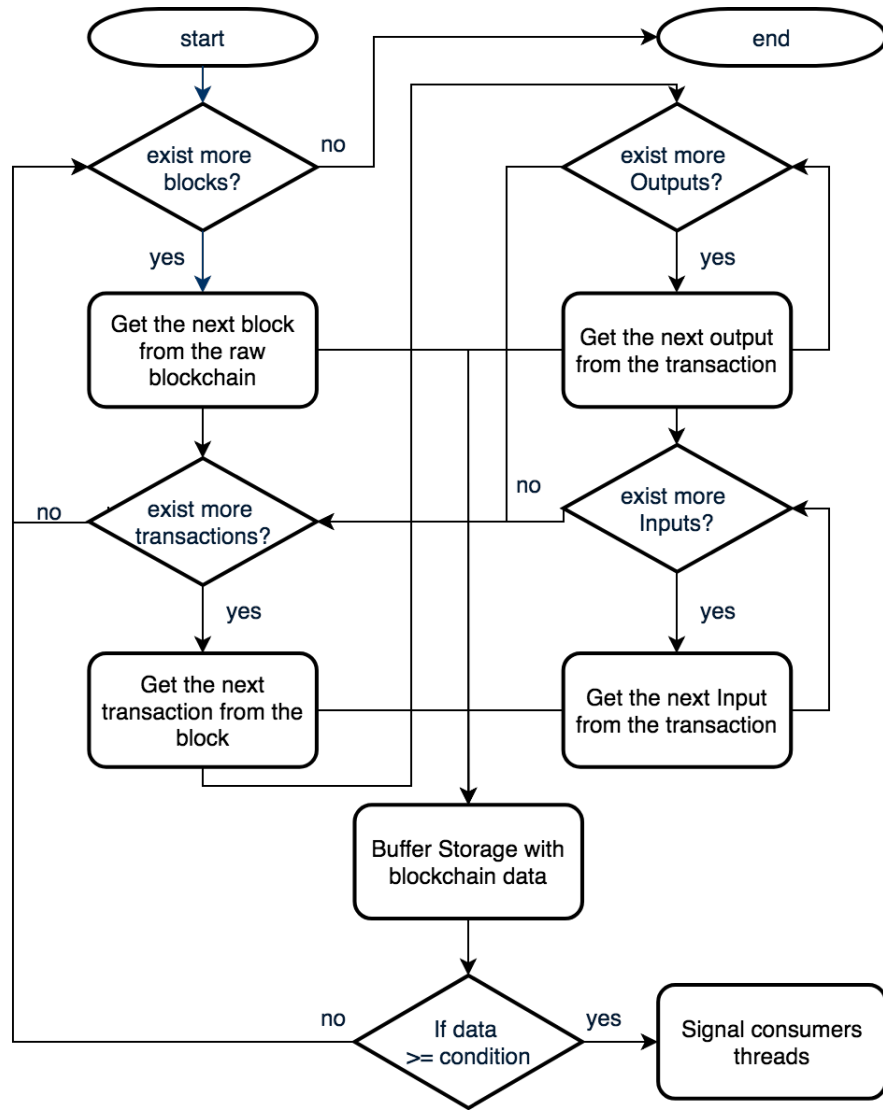 start
end
exist more
blocks?
no
exist more
Outputs?
yes
yes
Get the next block
from the raw
blockchain
Get the next output
from the transaction
exist more
transactions?
no
no
exist more
Inputs?
yes
yes
Get the next
transaction from the
block
Get the next Input
from the transaction
Buffer Storage with
blockchain data
If data
>= condition
no
yes
Signal consumers
threads